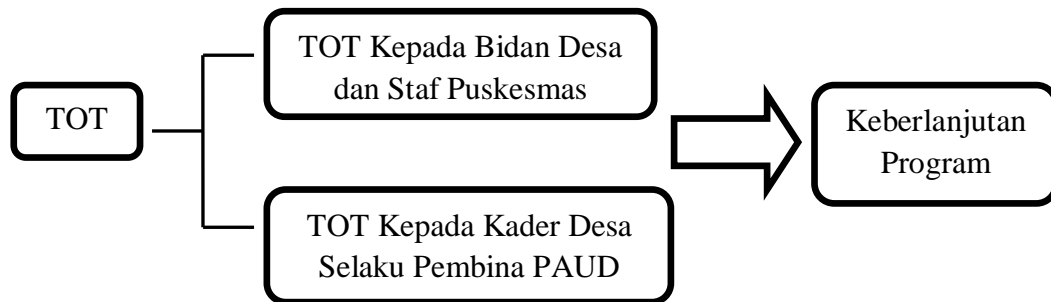 TOT
TOT Kepada Bidan Desa
dan Staf Puskesmas
TOT Kepada Kader Desa
Selaku Pembina PAUD
Keberlanjutan
Program